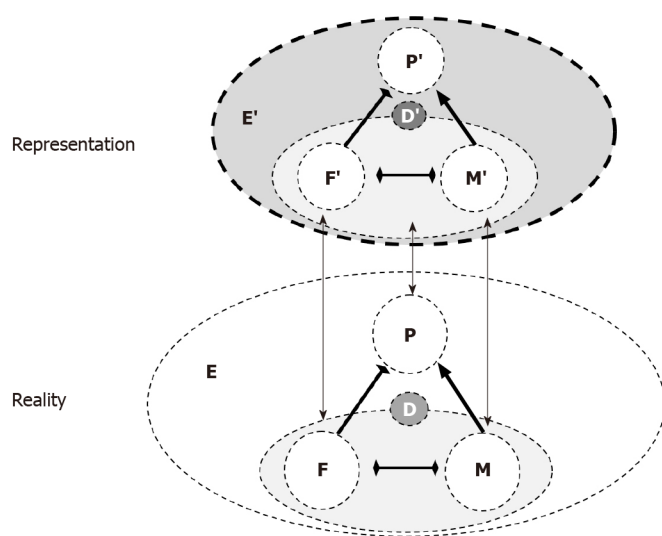 P'
E'
D'
Representation
F'
M'
P
E
Reality
D
F
M